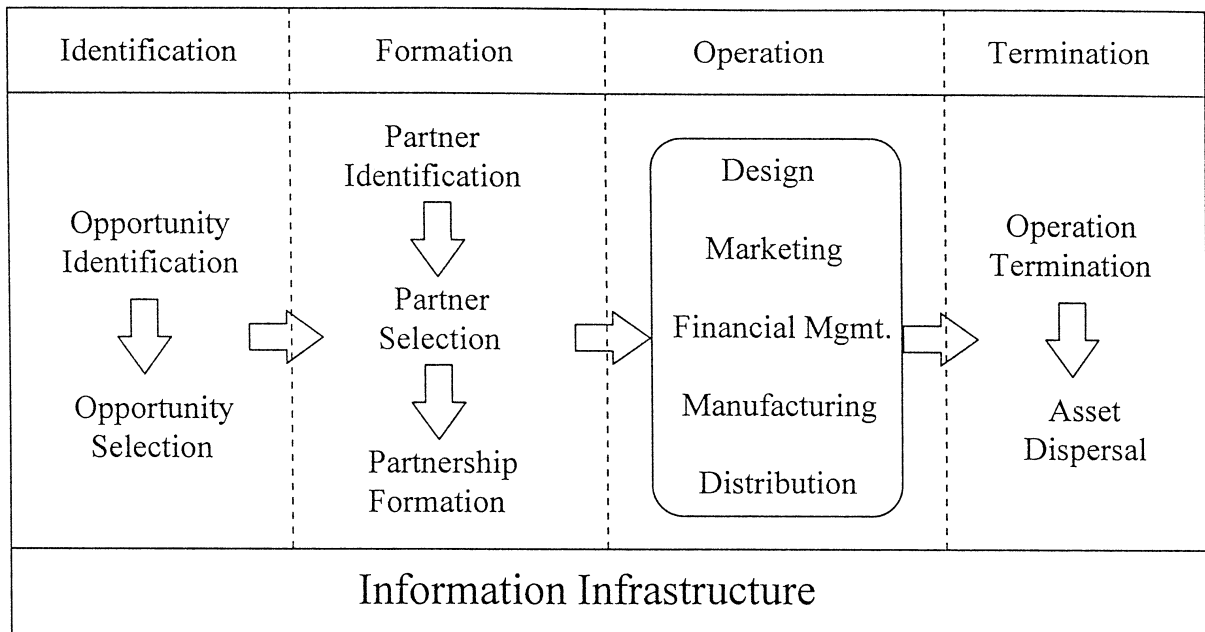 Identification
Formation
Operation
Termination
Opportunity
Identification
Opportunity
Selection
Partner
Identification
Partner
Selection
Partnership
Formation
Design
Marketing
Financial Mgmt.
Manufacturing
Distribution
Operation
Termination
Asset
Dispersal
Information Infrastructure